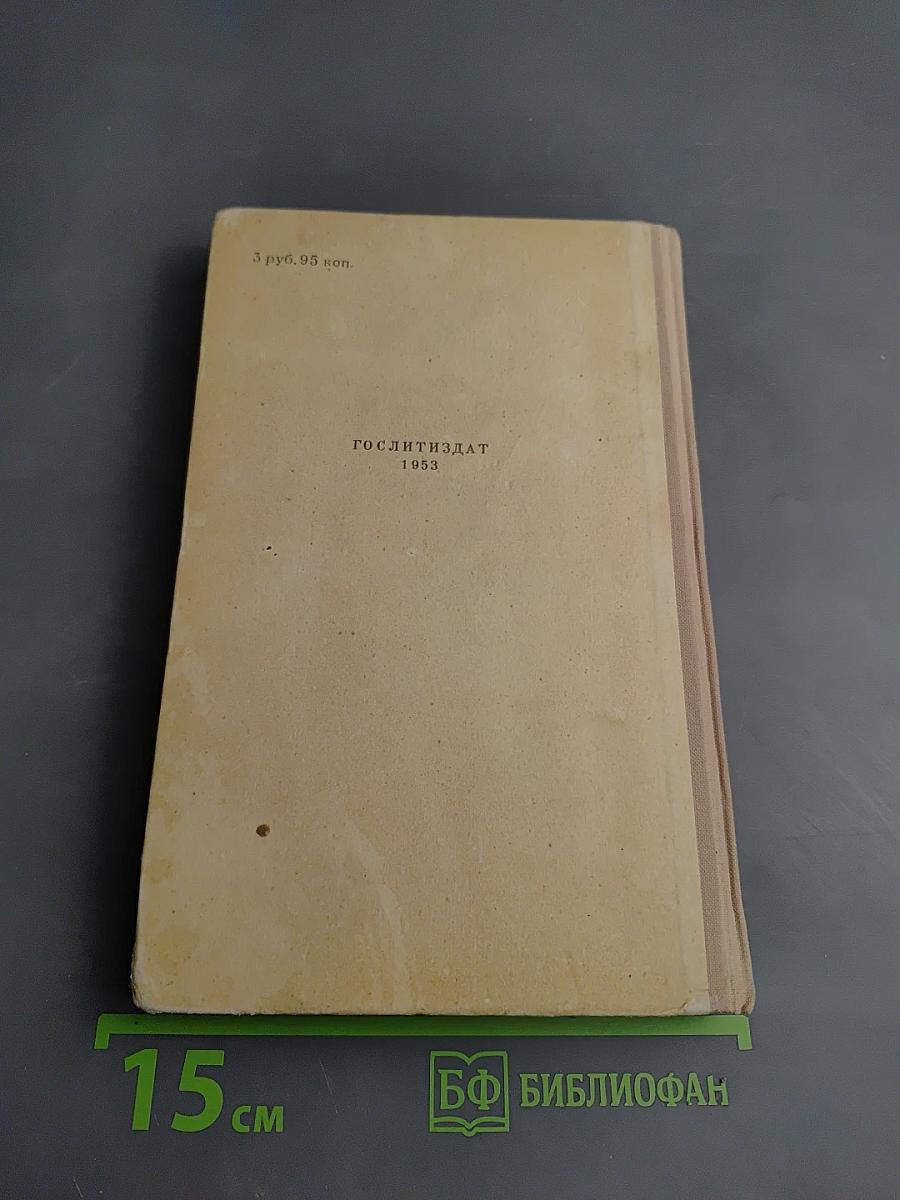 3 руб. 95 коп.
ГОСЛИТИЗДАТ
1953
15 см
БФ БИБЛИОФАН